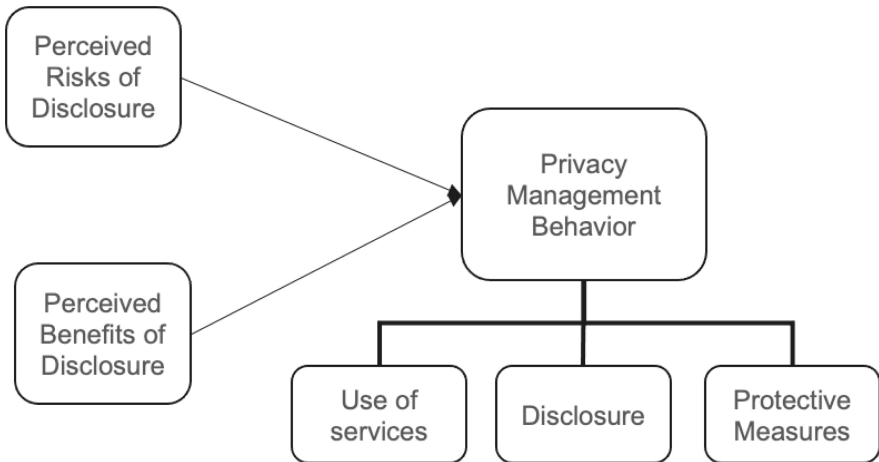 Perceived
Risks of
Disclosure
Privacy
Management
Behavior
Perceived
Benefits of
Disclosure
Use of
services
Disclosure
Protective
Measures